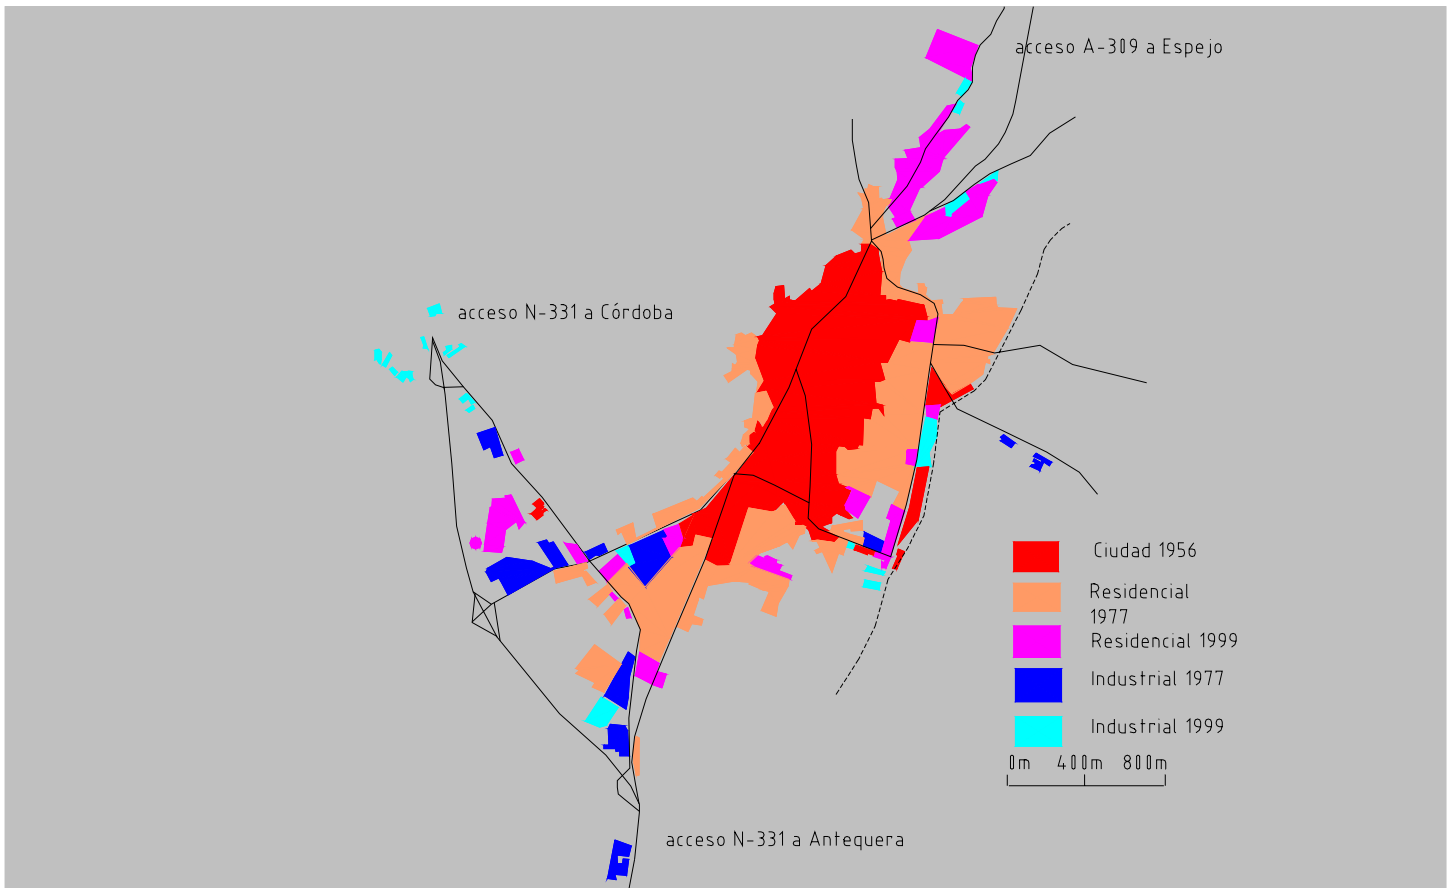 acceso A-309 a Espejo
acceso N-331 a Córdoba
Ciudad 1956
Residencial
1977
Residencial 1999
Industrial 1977
Industrial 1999
0m 400m 800m
acceso N-331 a Antequera